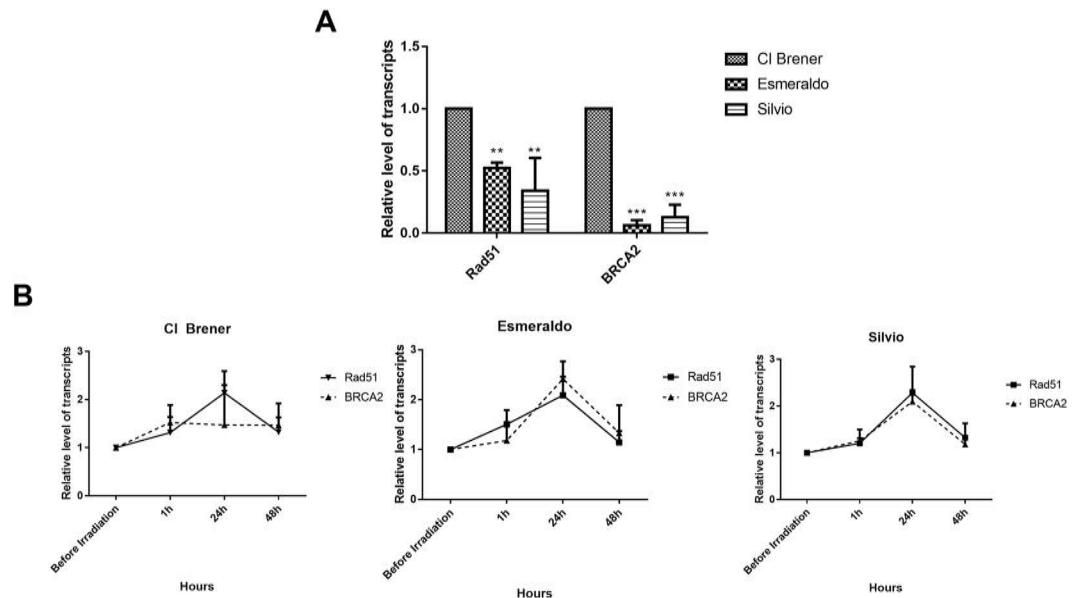 A
Relative level of transcripts
1.5
1.0
0.5
0.0
** **
*** ***
Rad51
BRCA2
Cl Brener
Esmeraldo
Silvio
B
Cl Brener
Relative level of transcripts
3
2
1
0
Before Irradiation
1h
24h
48h
Hours
Rad51
BRCA2
Esmeraldo
Relative level of transcripts
3
2
1
0
Before Irradiation
1h
24h
48h
Hours
Rad51
BRCA2
Silvio
Relative level of transcripts
3
2
1
0
Before Irradiation
1h
24h
48h
Hours
Rad51
BRCA2